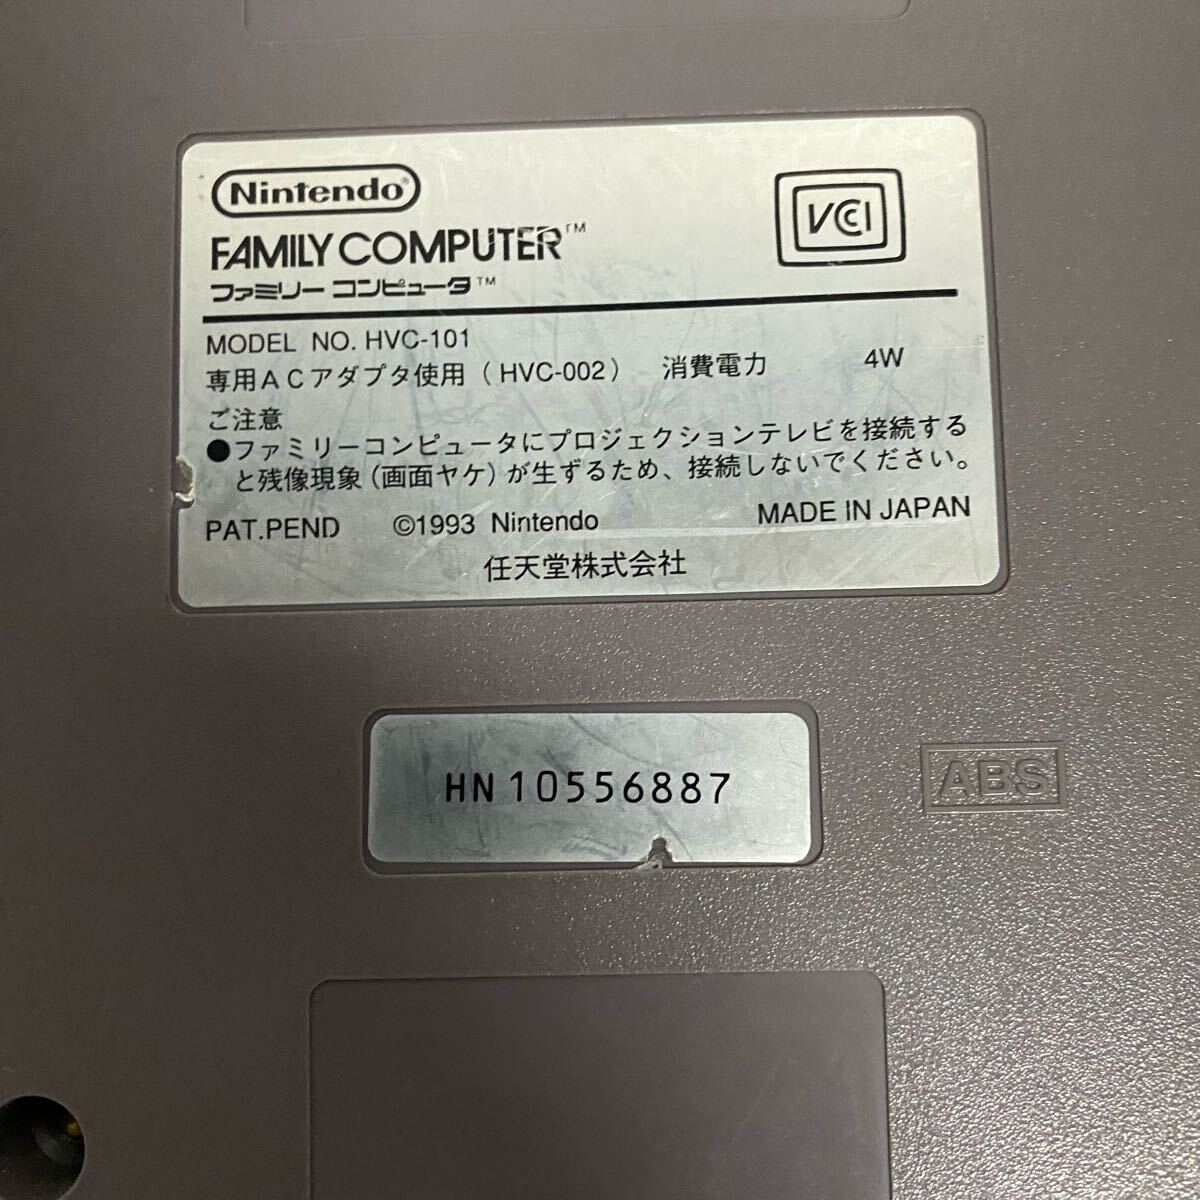 Nintendo®
VCCI
FAMILY COMPUTER™
ファミリー コンピュータ™
MODEL NO. HVC-101
専用ACアダプタ使用（HVC-002） 消費電力 4W
ご注意
●ファミリーコンピュータにプロジェクションテレビを接続する
と残像現象（画面ヤケ）が生ずるため、接続しないでください。
PAT.PEND ©1993 Nintendo MADE IN JAPAN
任天堂株式会社
HN10556887
ABS